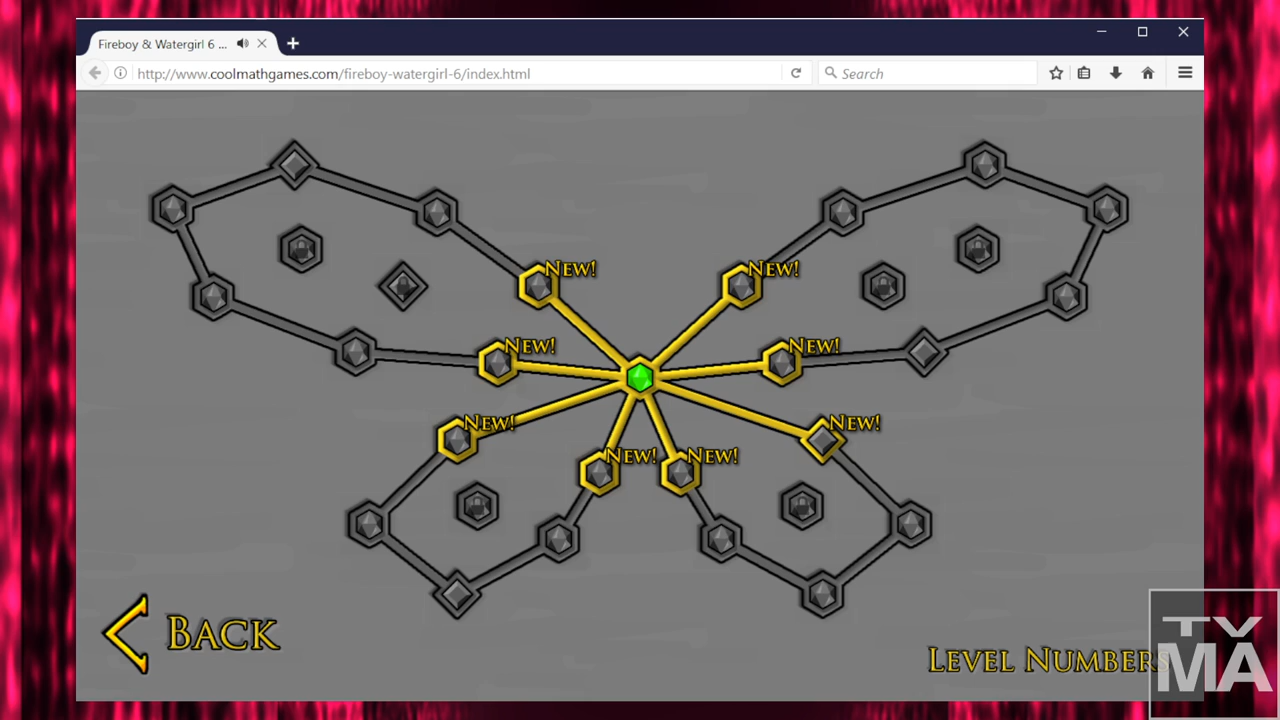 Fireboy & Watergirl 6 ...
http://www.coolmathgames.com/fireboy-watergirl-6/index.html
Search
New!
New!
New!
New!
New!
New!
New!
New!
Back
Level Numbers
TV
MA